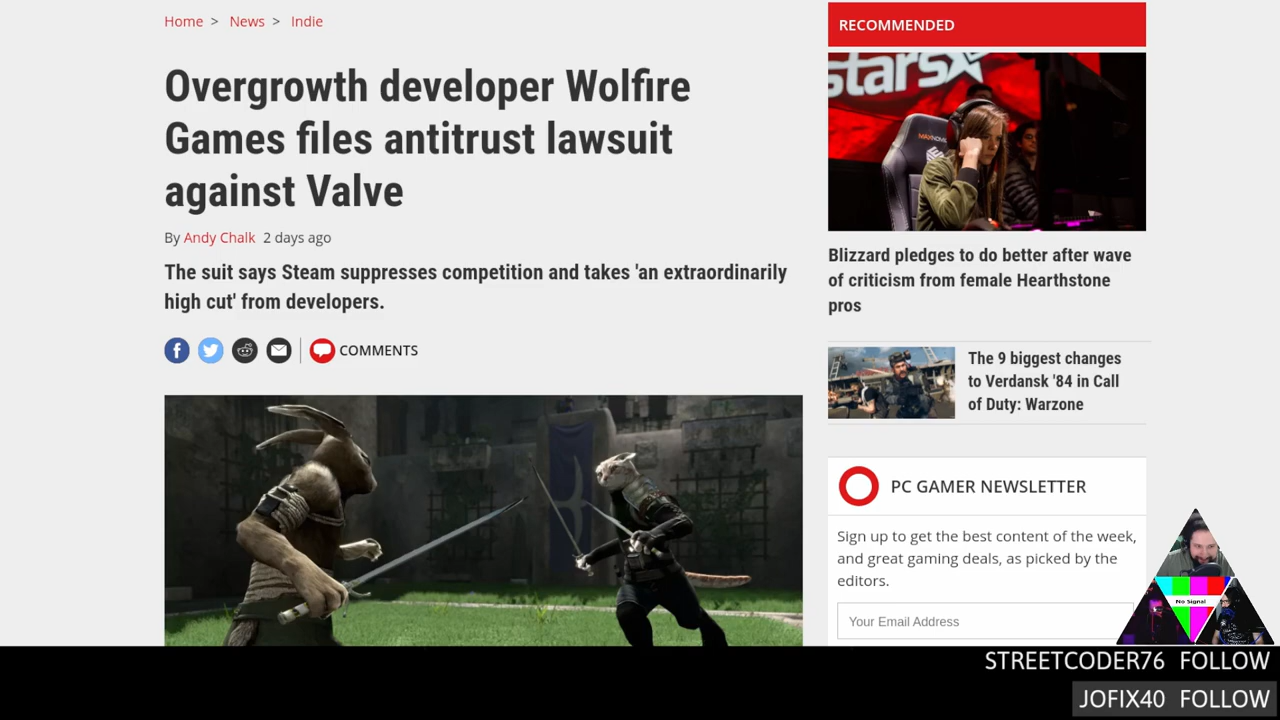 Home > News > Indie
Overgrowth developer Wolfire
Games files antitrust lawsuit
against Valve
By Andy Chalk 2 days ago
The suit says Steam suppresses competition and takes 'an extraordinarily
high cut' from developers.
COMMENTS
RECOMMENDED
stars
MAXNOMIC
Blizzard pledges to do better after wave
of criticism from female Hearthstone
pros
The 9 biggest changes
to Verdansk '84 in Call
of Duty: Warzone
PC GAMER NEWSLETTER
Sign up to get the best content of the week,
and great gaming deals, as picked by the
editors.
Your Email Address
No Signal
STREETCODER76 FOLLOW
JOFIX40 FOLLOW